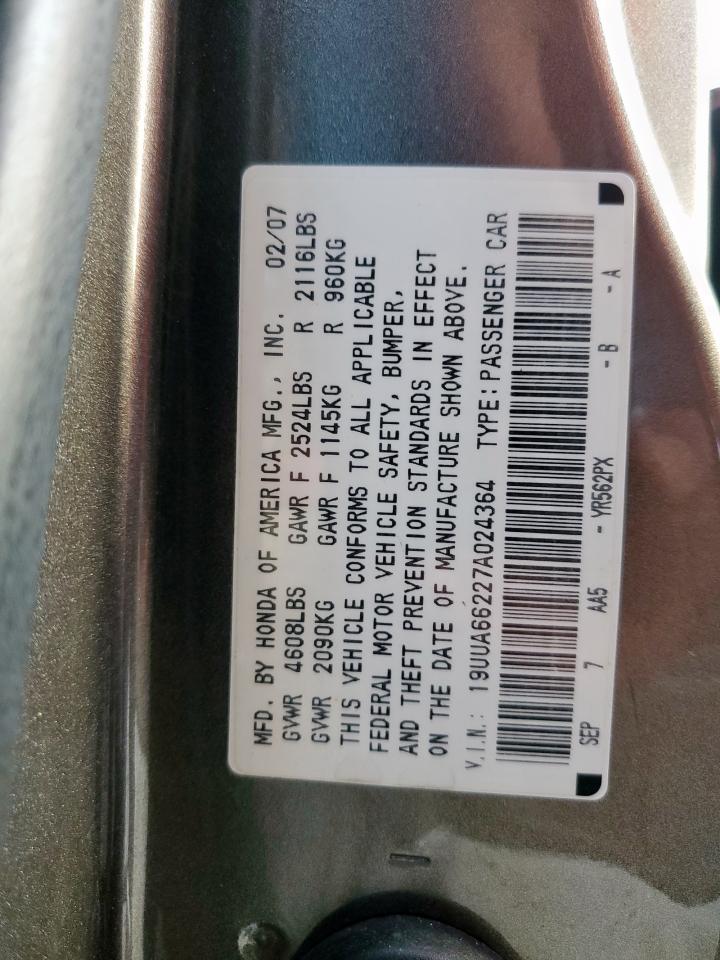 MFD. BY HONDA OF AMERICA MFG., INC. 02/07
GVWR 4608LBS GAWR F 2524LBS R 2116LBS
GVWR 2090KG GAWR F 1145KG R 960KG
THIS VEHICLE CONFORMS TO ALL APPLICABLE
FEDERAL MOTOR VEHICLE SAFETY, BUMPER,
AND THEFT PREVENTION STANDARDS IN EFFECT
ON THE DATE OF MANUFACTURE SHOWN ABOVE.
V.I.N.: 19UUA66227A024364 TYPE: PASSENGER CAR
SEP 7 AA5 - YR562PX - B - A